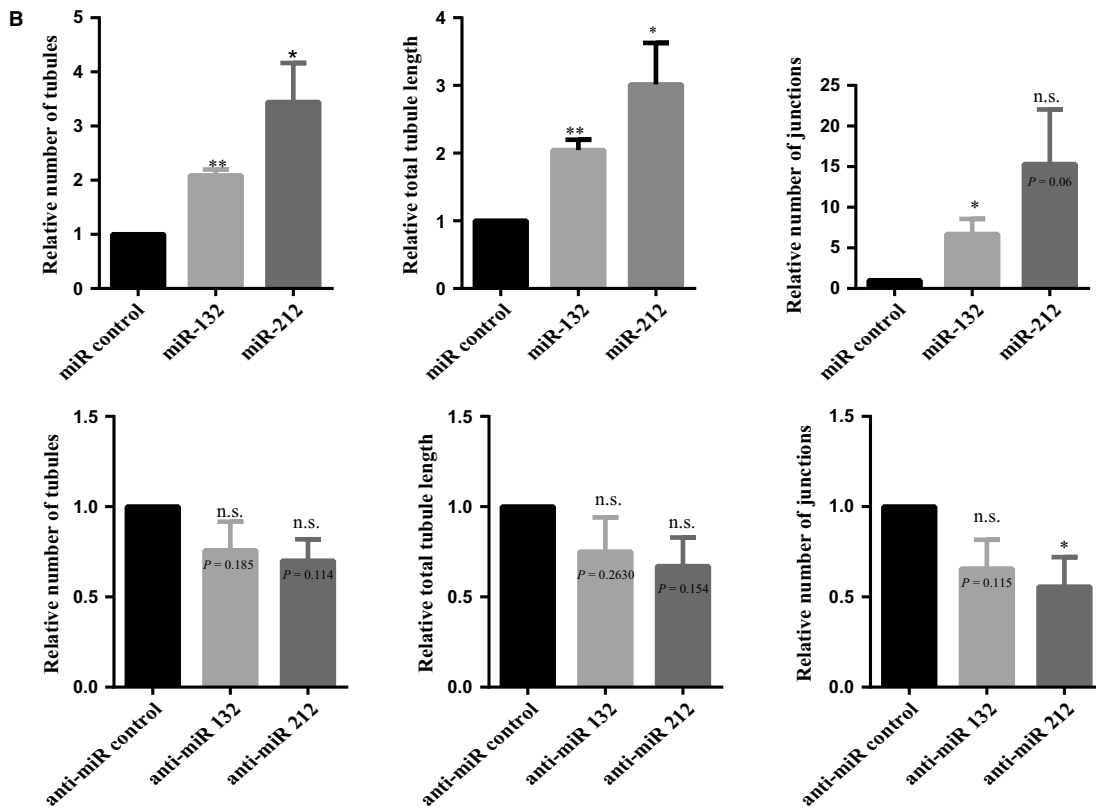 B
Relative number of tubules
5
4
3
2
1
0
**
*
miR control
miR-132
miR-212
Relative total tubule length
4
3
2
1
0
**
*
miR control
miR-132
miR-212
Relative number of junctions
25
20
15
10
5
0
*
n.s.
P = 0.06
miR control
miR-132
miR-212
Relative number of tubules
1.5
1.0
0.5
0.0
n.s.
P = 0.185
n.s.
P = 0.114
anti-miR control
anti-miR 132
anti-miR 212
Relative total tubule length
1.5
1.0
0.5
0.0
n.s.
P = 0.2630
n.s.
P = 0.154
anti-miR control
anti-miR 132
anti-miR 212
Relative number of junctions
1.5
1.0
0.5
0.0
n.s.
P = 0.115
*
anti-miR control
anti-miR 132
anti-miR 212